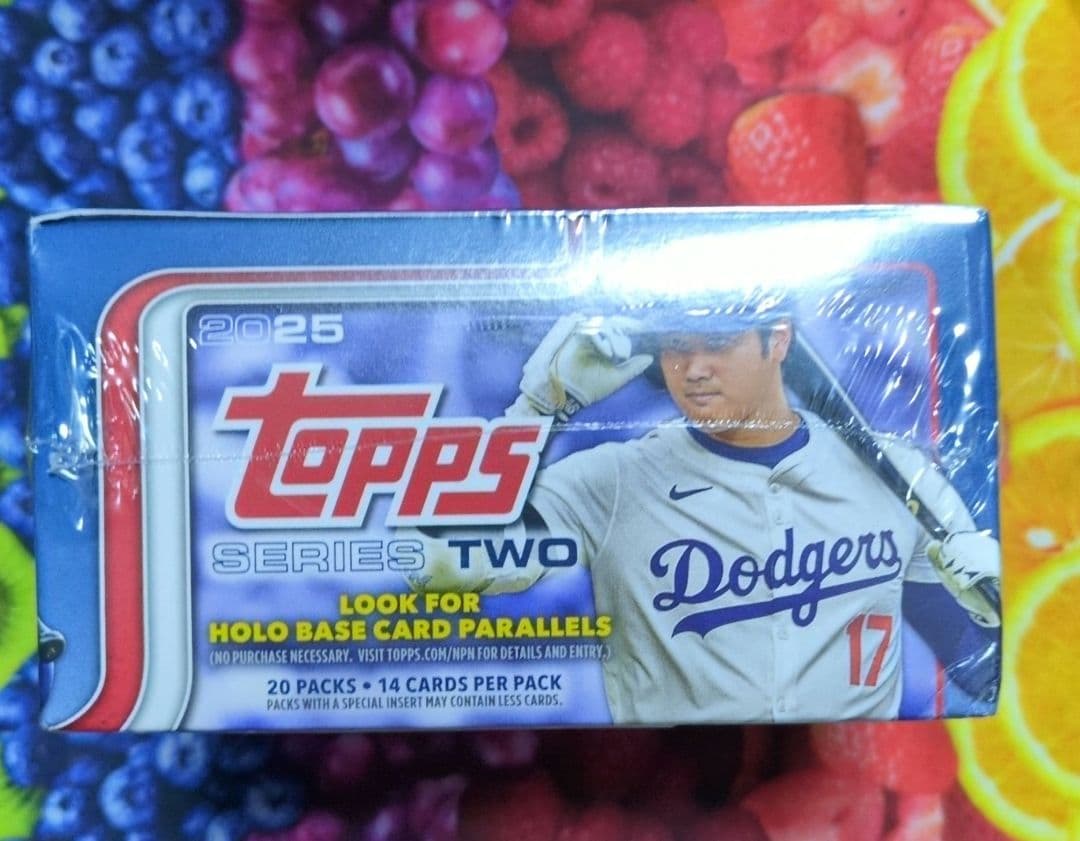 2025
Topps
SERIES TWO
LOOK FOR
HOLO BASE CARD PARALLELS
(NO PURCHASE NECESSARY. VISIT TOPPS.COM/NPN FOR DETAILS AND ENTRY.)
20 PACKS • 14 CARDS PER PACK
PACKS WITH A SPECIAL INSERT MAY CONTAIN LESS CARDS.
Dodgers
17